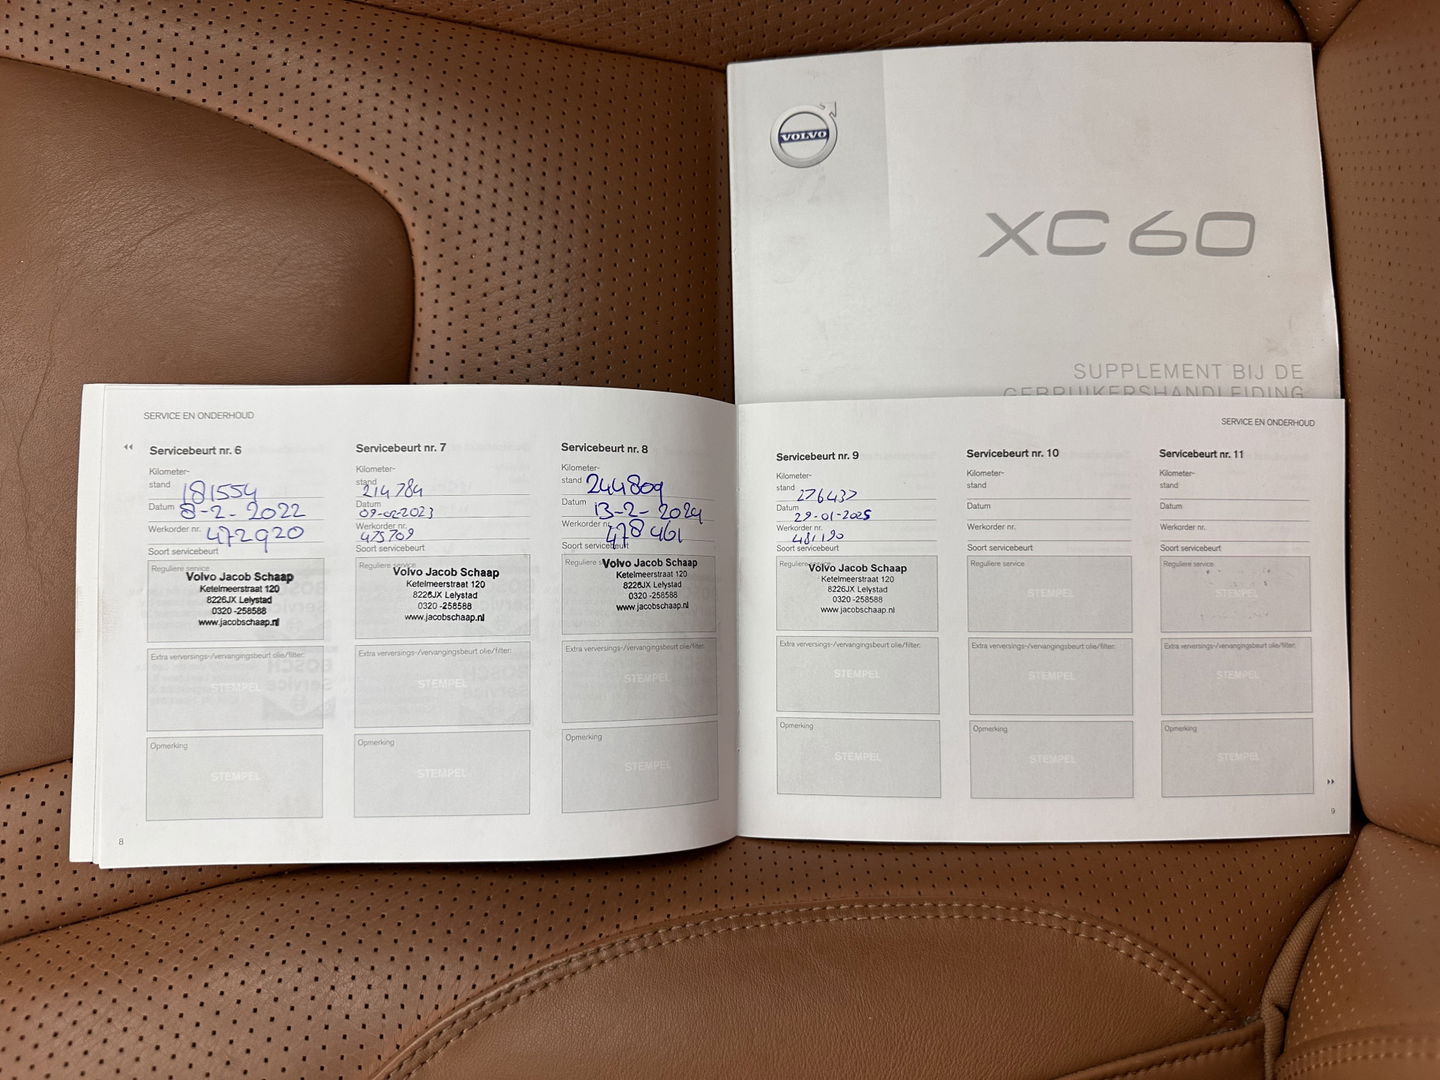 VOLVO
XC60
SUPPLEMENT BIJ DE
GEBRUIKERSHANDLEIDING
SERVICE EN ONDERHOUD
Servicebeurt nr. 6
Kilometer-
stand 181554
Datum 8-2-2022
Werkorder nr. 472920
Soort servicebeurt
Reguliere service
Volvo Jacob Schaap
Ketelmeerstraat 120
8226JX Lelystad
0320 -258588
www.jacobschaap.nl
Extra verversings-/vervangingsbeurt olie/filter:
STEMPEL
Opmerking
STEMPEL
8
Servicebeurt nr. 7
Kilometer-
stand 214784
Datum 09-02-2023
Werkorder nr. 475709
Soort servicebeurt
Reguliere service
Volvo Jacob Schaap
Ketelmeerstraat 120
8226JX Lelystad
0320 -258588
www.jacobschaap.nl
Extra verversings-/vervangingsbeurt olie/filter:
STEMPEL
Opmerking
STEMPEL
Servicebeurt nr. 8
Kilometer-
stand 244809
Datum 13-2-2024
Werkorder nr. 478461
Soort servicebeurt
Reguliere
Volvo Jacob Schaap
Ketelmeerstraat 120
8226JX Lelystad
0320 -258588
www.jacobschaap.nl
Extra verversings-/vervangingsbeurt olie/filter:
STEMPEL
Opmerking
STEMPEL
SERVICE EN ONDERHOUD
Servicebeurt nr. 9
Kilometer-
stand 276437
Datum 29-01-2025
Werkorder nr. 481190
Soort servicebeurt
Reguliere service
Volvo Jacob Schaap
Ketelmeerstraat 120
8226JX Lelystad
0320 -258588
www.jacobschaap.nl
Extra verversings-/vervangingsbeurt olie/filter:
STEMPEL
Opmerking
STEMPEL
Servicebeurt nr. 10
Kilometer-
stand
Datum
Werkorder nr.
Soort servicebeurt
Reguliere service
STEMPEL
Extra verversings-/vervangingsbeurt olie/filter:
STEMPEL
Opmerking
STEMPEL
Servicebeurt nr. 11
Kilometer-
stand
Datum
Werkorder nr.
Soort servicebeurt
Reguliere service
STEMPEL
Extra verversings-/vervangingsbeurt olie/filter:
STEMPEL
Opmerking
STEMPEL
9